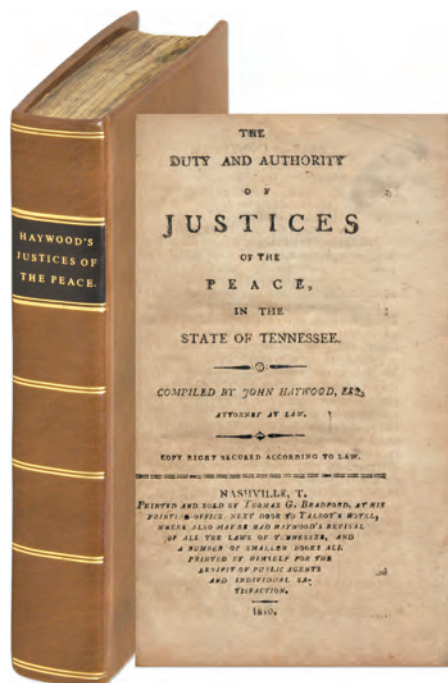 HAYWOOD'S
JUSTICES OF
THE PEACE.
THE
DUTY AND AUTHORITY
OF
JUSTICES
OF THE
PEACE,
IN THE
STATE OF TENNESSEE.
COMPILED BY JOHN HAYWOOD, ESQ.
ATTORNEY AT LAW.
COPY RIGHT SECURED ACCORDING TO LAW.
NASHVILLE, T.
PRINTED AND SOLD BY THOMAS G. BRADFORD, AT HIS
PRINTING-OFFICE NEXT DOOR TO TALBOT'S HOTEL,
WHERE ALSO MAY BE HAD HAYWOOD'S REVISAL
OF ALL THE LAWS OF TENNESSEE, AND
A NUMBER OF SMALLER BOOKS ALL
PRINTED BY HIMSELF FOR THE
BENEFIT OF PUBLIC AGENTS
AND INDIVIDUAL SA-
TISFACTION.
1810.